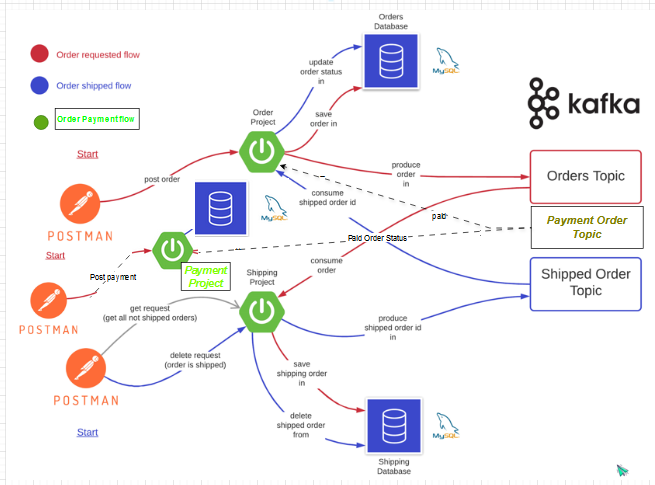 Orders
Database
Order requested flow
Order shipped flow
Order Payment flow
update
order status
in
MySQL
save
order in
kafka
Order
Project
Start
post order
produce
order
in
Orders Topic
consume
shipped order id
MySQL
paid
Payment Order
Topic
POSTMAN
Start
Paid Order Status
Post payment
Payment
Project
consume
order
Shipping
Project
Shipped Order
Topic
POSTMAN
get request
(get all not shipped orders)
produce
shipped order id
in
delete request
(order is shipped)
save
shipping order
in
POSTMAN
delete
shipped order
from
MySQL
Start
Shipping
Database